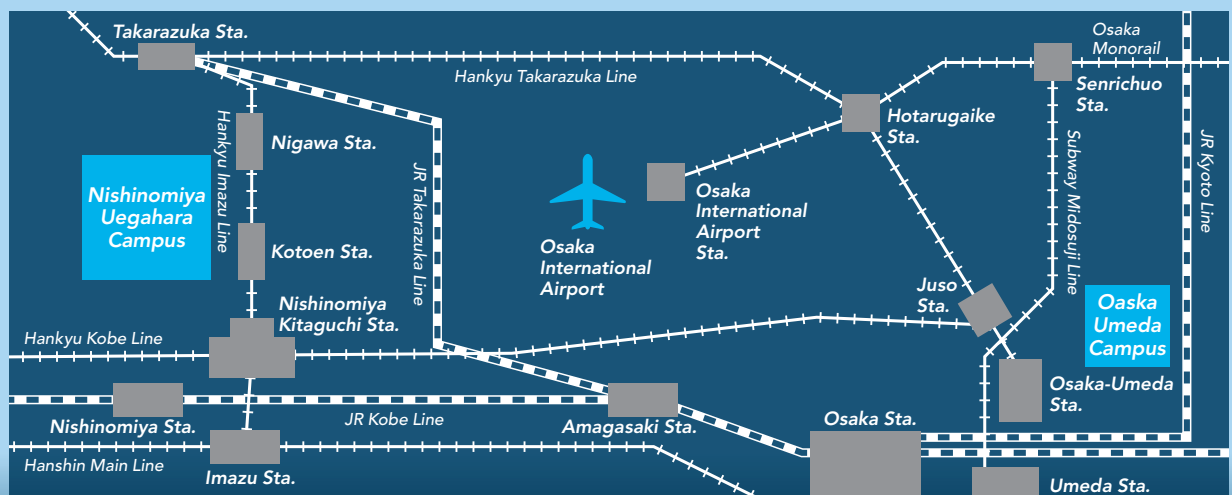 Takarazuka Sta.
Hankyu Takarazuka Line
Osaka
Monorail
Senrichuo
Sta.
Hotarugaike
Sta.
Hankyu Imazu Line
Nigawa Sta.
JR Takarazuka Line
Subway Midosuji Line
JR Kyoto Line
Nishinomiya
Uegahara
Campus
Osaka
International
Airport
Sta.
Kotoen Sta.
Osaka
International
Airport
Juso
Sta.
Nishinomiya
Kitaguchi Sta.
Oaska
Umeda
Campus
Hankyu Kobe Line
Osaka-Umeda
Sta.
Nishinomiya Sta.
JR Kobe Line
Amagasaki Sta.
Osaka Sta.
Hanshin Main Line
Imazu Sta.
Umeda Sta.